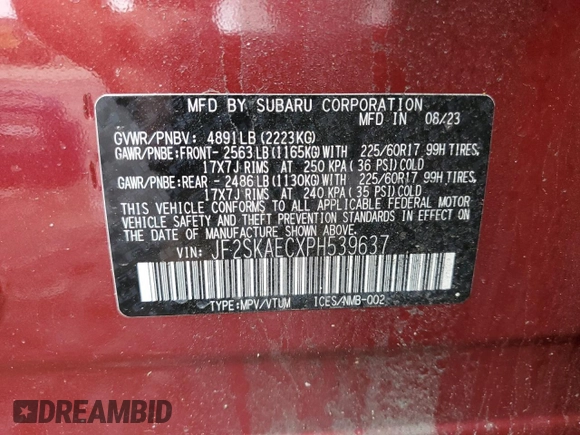 MFD BY SUBARU CORPORATION
MFD IN 08/23
GVWR/PNBV: 4891LB(2223KG)
GAWR/PNBE:FRONT- 2563LB(1165KG)WITH 225/60R17 99H TIRES,
17X7J RIMS AT 250 KPA(36 PSI)COLD
GAWR/PNBE:REAR - 2486LB(1130KG)WITH 225/60R17 99H TIRES,
17X7J RIMS AT 240 KPA(35 PSI)COLD
THIS VEHICLE CONFORMS TO ALL APPLICABLE FEDERAL MOTOR
VEHICLE SAFETY AND THEFT PREVENTION STANDARDS IN EFFECT ON
THE DATE OF MANUFACTURE SHOWN ABOVE.
VIN: JF2SKAECXPH539637
TYPE:MPV/VTUM ICES/NMB-002
DREAMBID